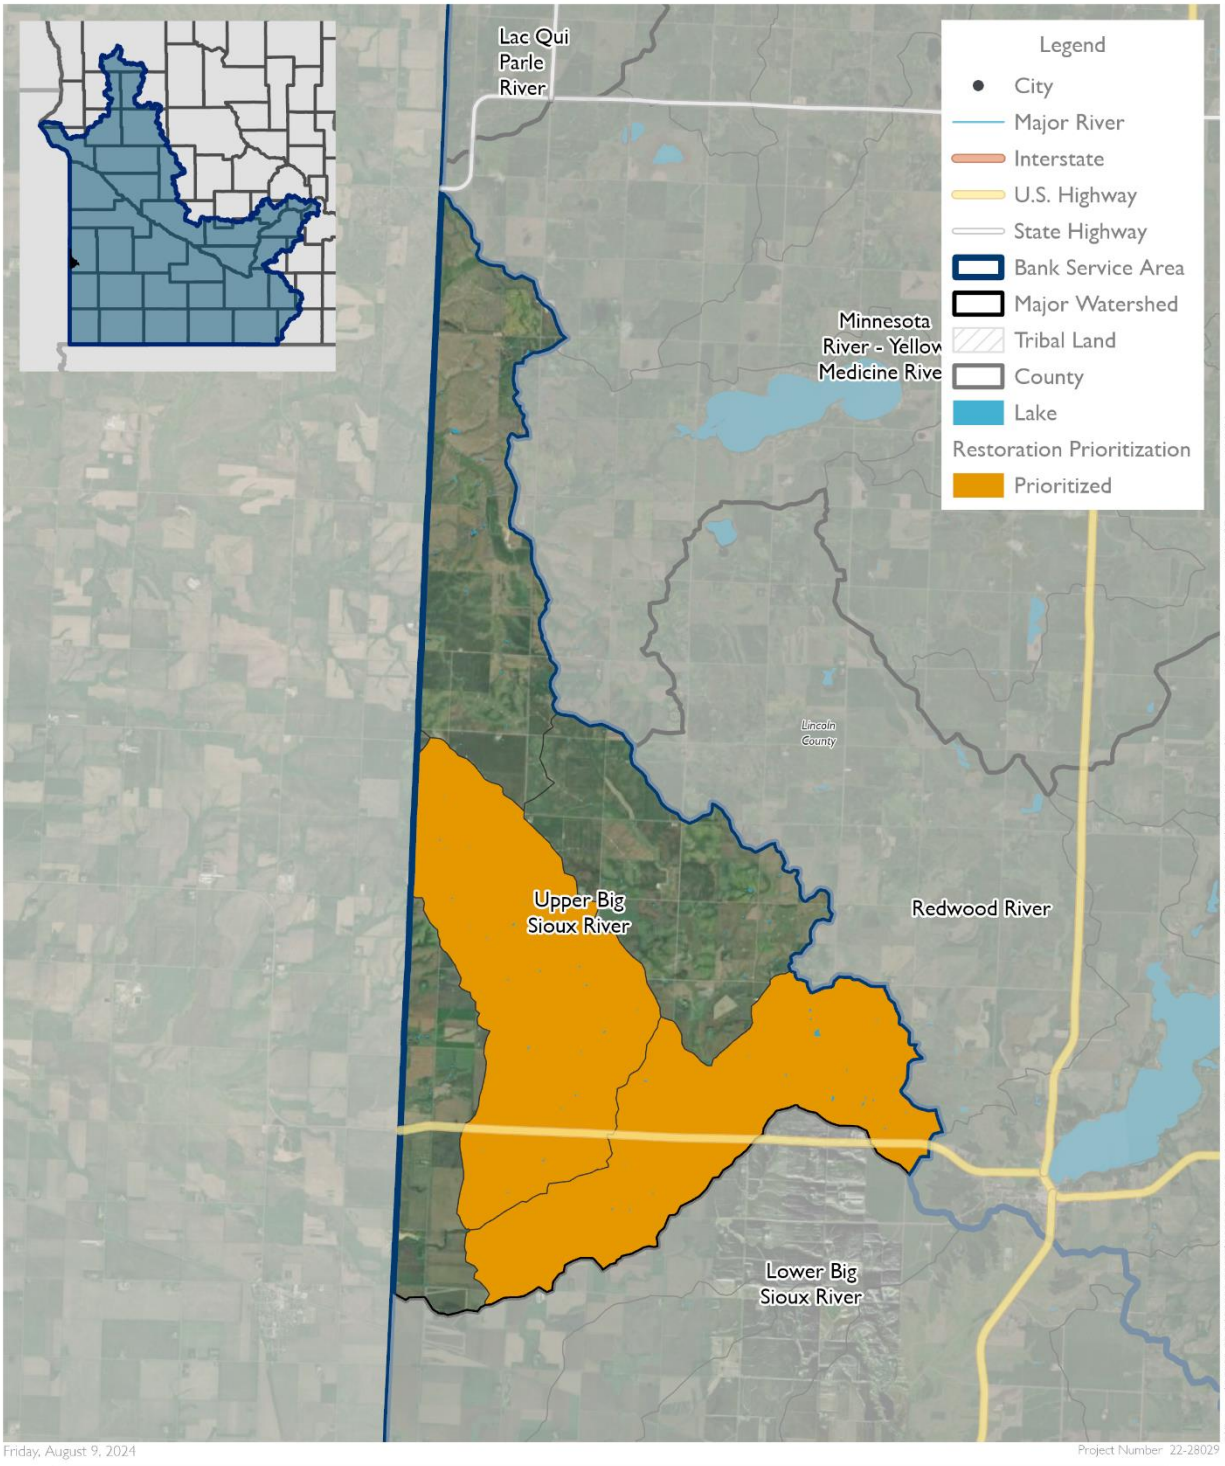 Lac Qui
Parle
River
Legend
City
Major River
Interstate
U.S. Highway
State Highway
Bank Service Area
Major Watershed
Tribal Land
County
Lake
Restoration Prioritization
Prioritized
Minnesota
River - Yellow
Medicine Rive
Lincoln
County
Upper Big
Sioux River
Redwood River
Lower Big
Sioux River
Friday, August 9, 2024
Project Number 22-28029